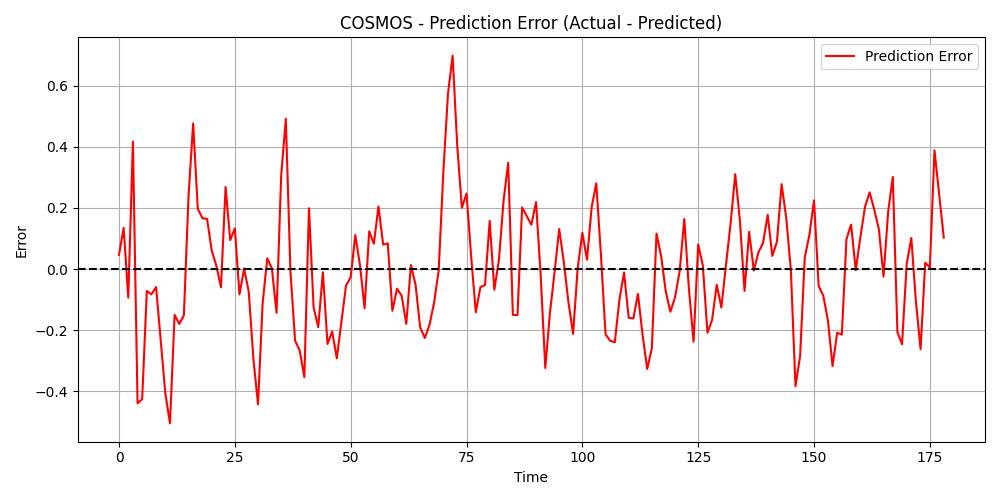 COSMOS - Prediction Error (Actual - Predicted)
Prediction Error
Error
0.6
0.4
0.2
0.0
−0.2
−0.4
0 25 50 75 100 125 150 175
Time